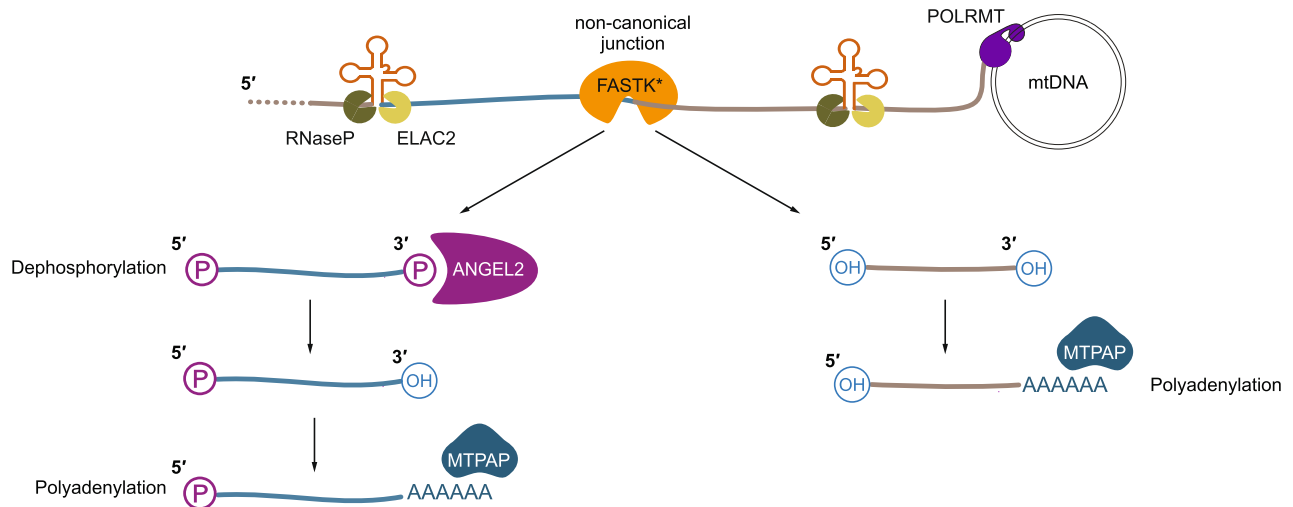 non-canonical
junction
POLRMT
5′
FASTK*
mtDNA
RNaseP
ELAC2
5′
3′
Dephosphorylation
P
P
ANGEL2
5′
3′
OH
OH
5′
3′
P
OH
5′
MTPAP
OH
AAAAAA
Polyadenylation
5′
MTPAP
Polyadenylation
P
AAAAAA